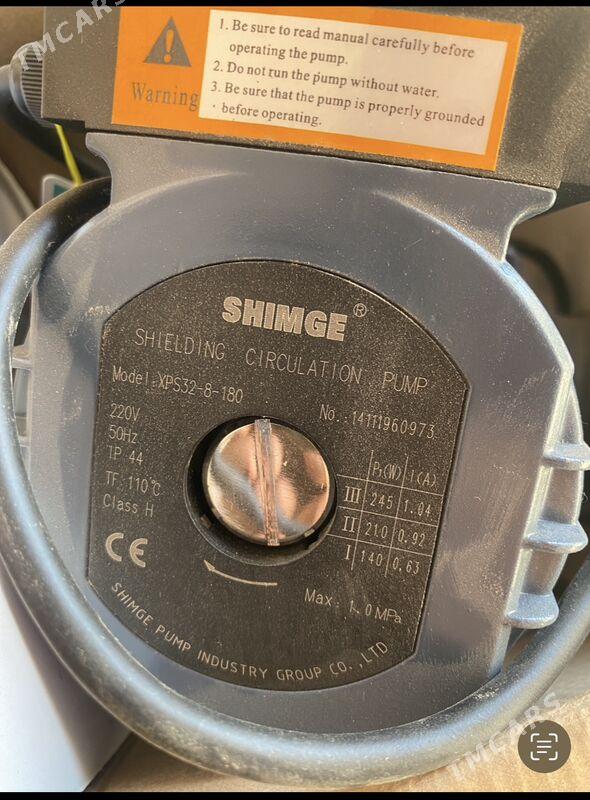 TMCARS
Warning
1. Be sure to read manual carefully before
operating the pump.
2. Do not run the pump without water.
3. Be sure that the pump is properly grounded
before operating.
SHIMGE®
SHIELDING CIRCULATION PUMP
Model: XPS32-8-180
No.:14111960973
220V
50Hz
TP 44
TF: 110℃
Class H
P₁(W) I(A)
III 245 1.04
II 210 0.92
I 140 0.63
CE
Max: 1.0MPa
SHIMGE PUMP INDUSTRY GROUP CO.,LTD
TMCARS
TMCARS